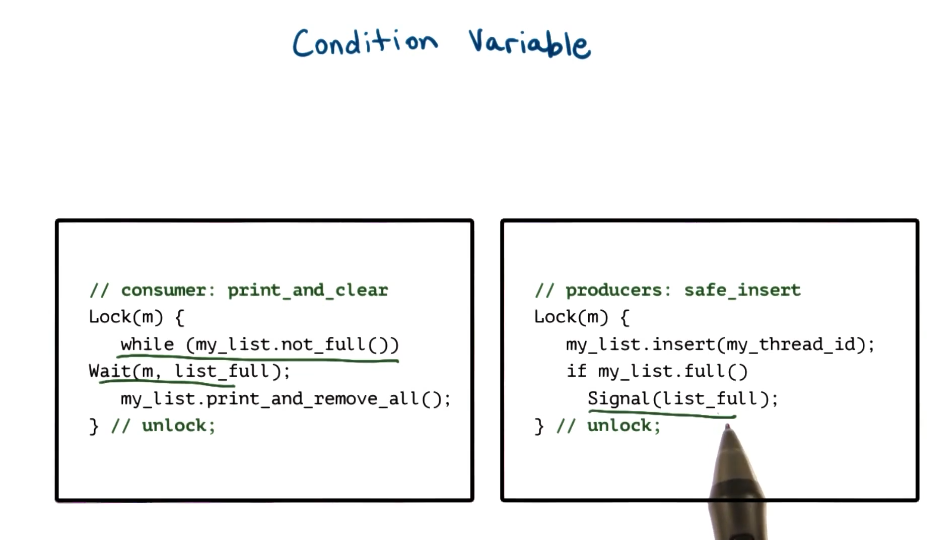 Condition Variable
// consumer: print_and_clear
Lock(m) {
while (my_list.not_full())
Wait(m, list_full);
my_list.print_and_remove_all();
} // unlock;
// producers: safe_insert
Lock(m) {
my_list.insert(my_thread_id);
if my_list.full()
Signal(list_full);
} // unlock;